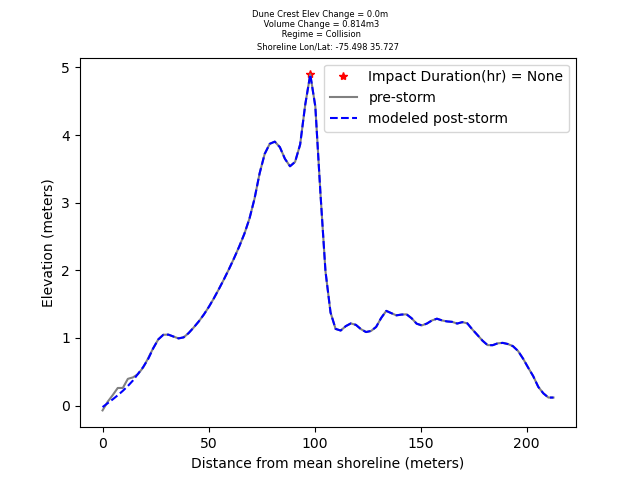 Dune Crest Elev Change = 0.0m
Volume Change = 0.814m3
Regime = Collision
Shoreline Lon/Lat: -75.498 35.727
Impact Duration(hr) = None
pre-storm
modeled post-storm
Elevation (meters)
5
4
3
2
1
0
0 50 100 150 200
Distance from mean shoreline (meters)